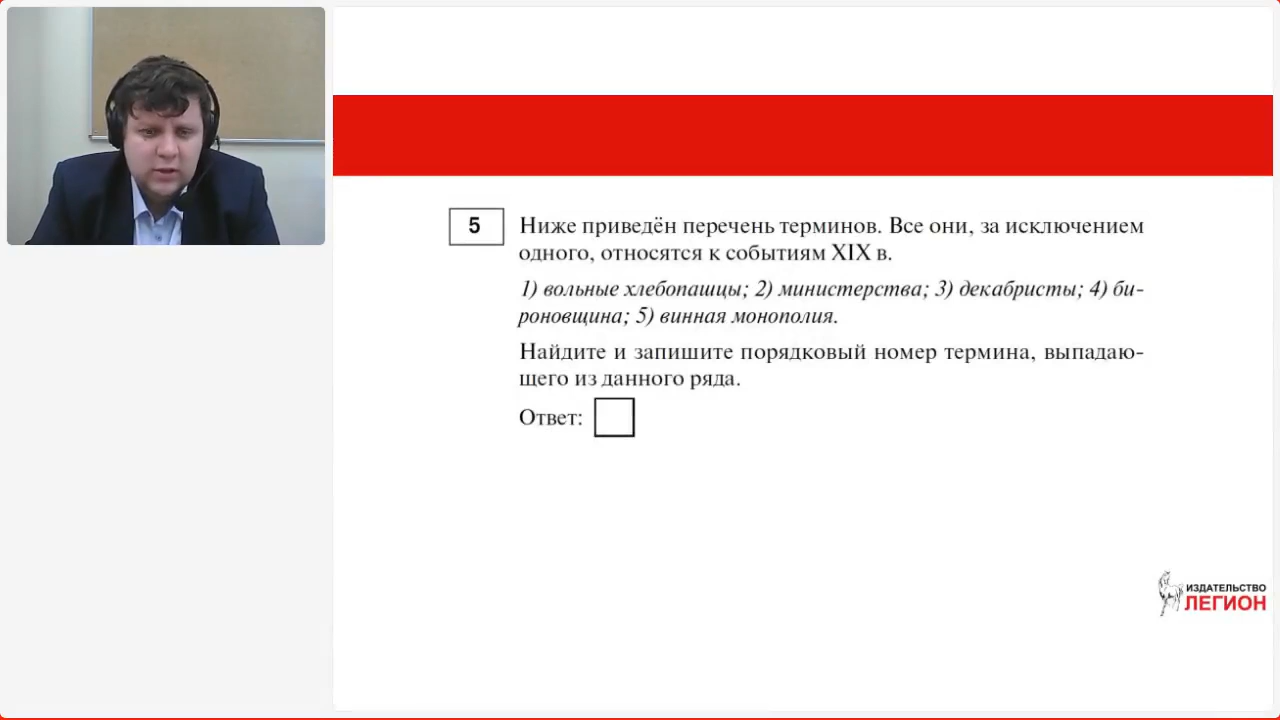 5
Ниже приведён перечень терминов. Все они, за исключением
одного, относятся к событиям XIX в.
1) вольные хлебопашцы; 2) министерства; 3) декабристы; 4) би-
роновщина; 5) винная монополия.
Найдите и запишите порядковый номер термина, выпадаю-
щего из данного ряда.
Ответ:
ИЗДАТЕЛЬСТВО
ЛЕГИОН